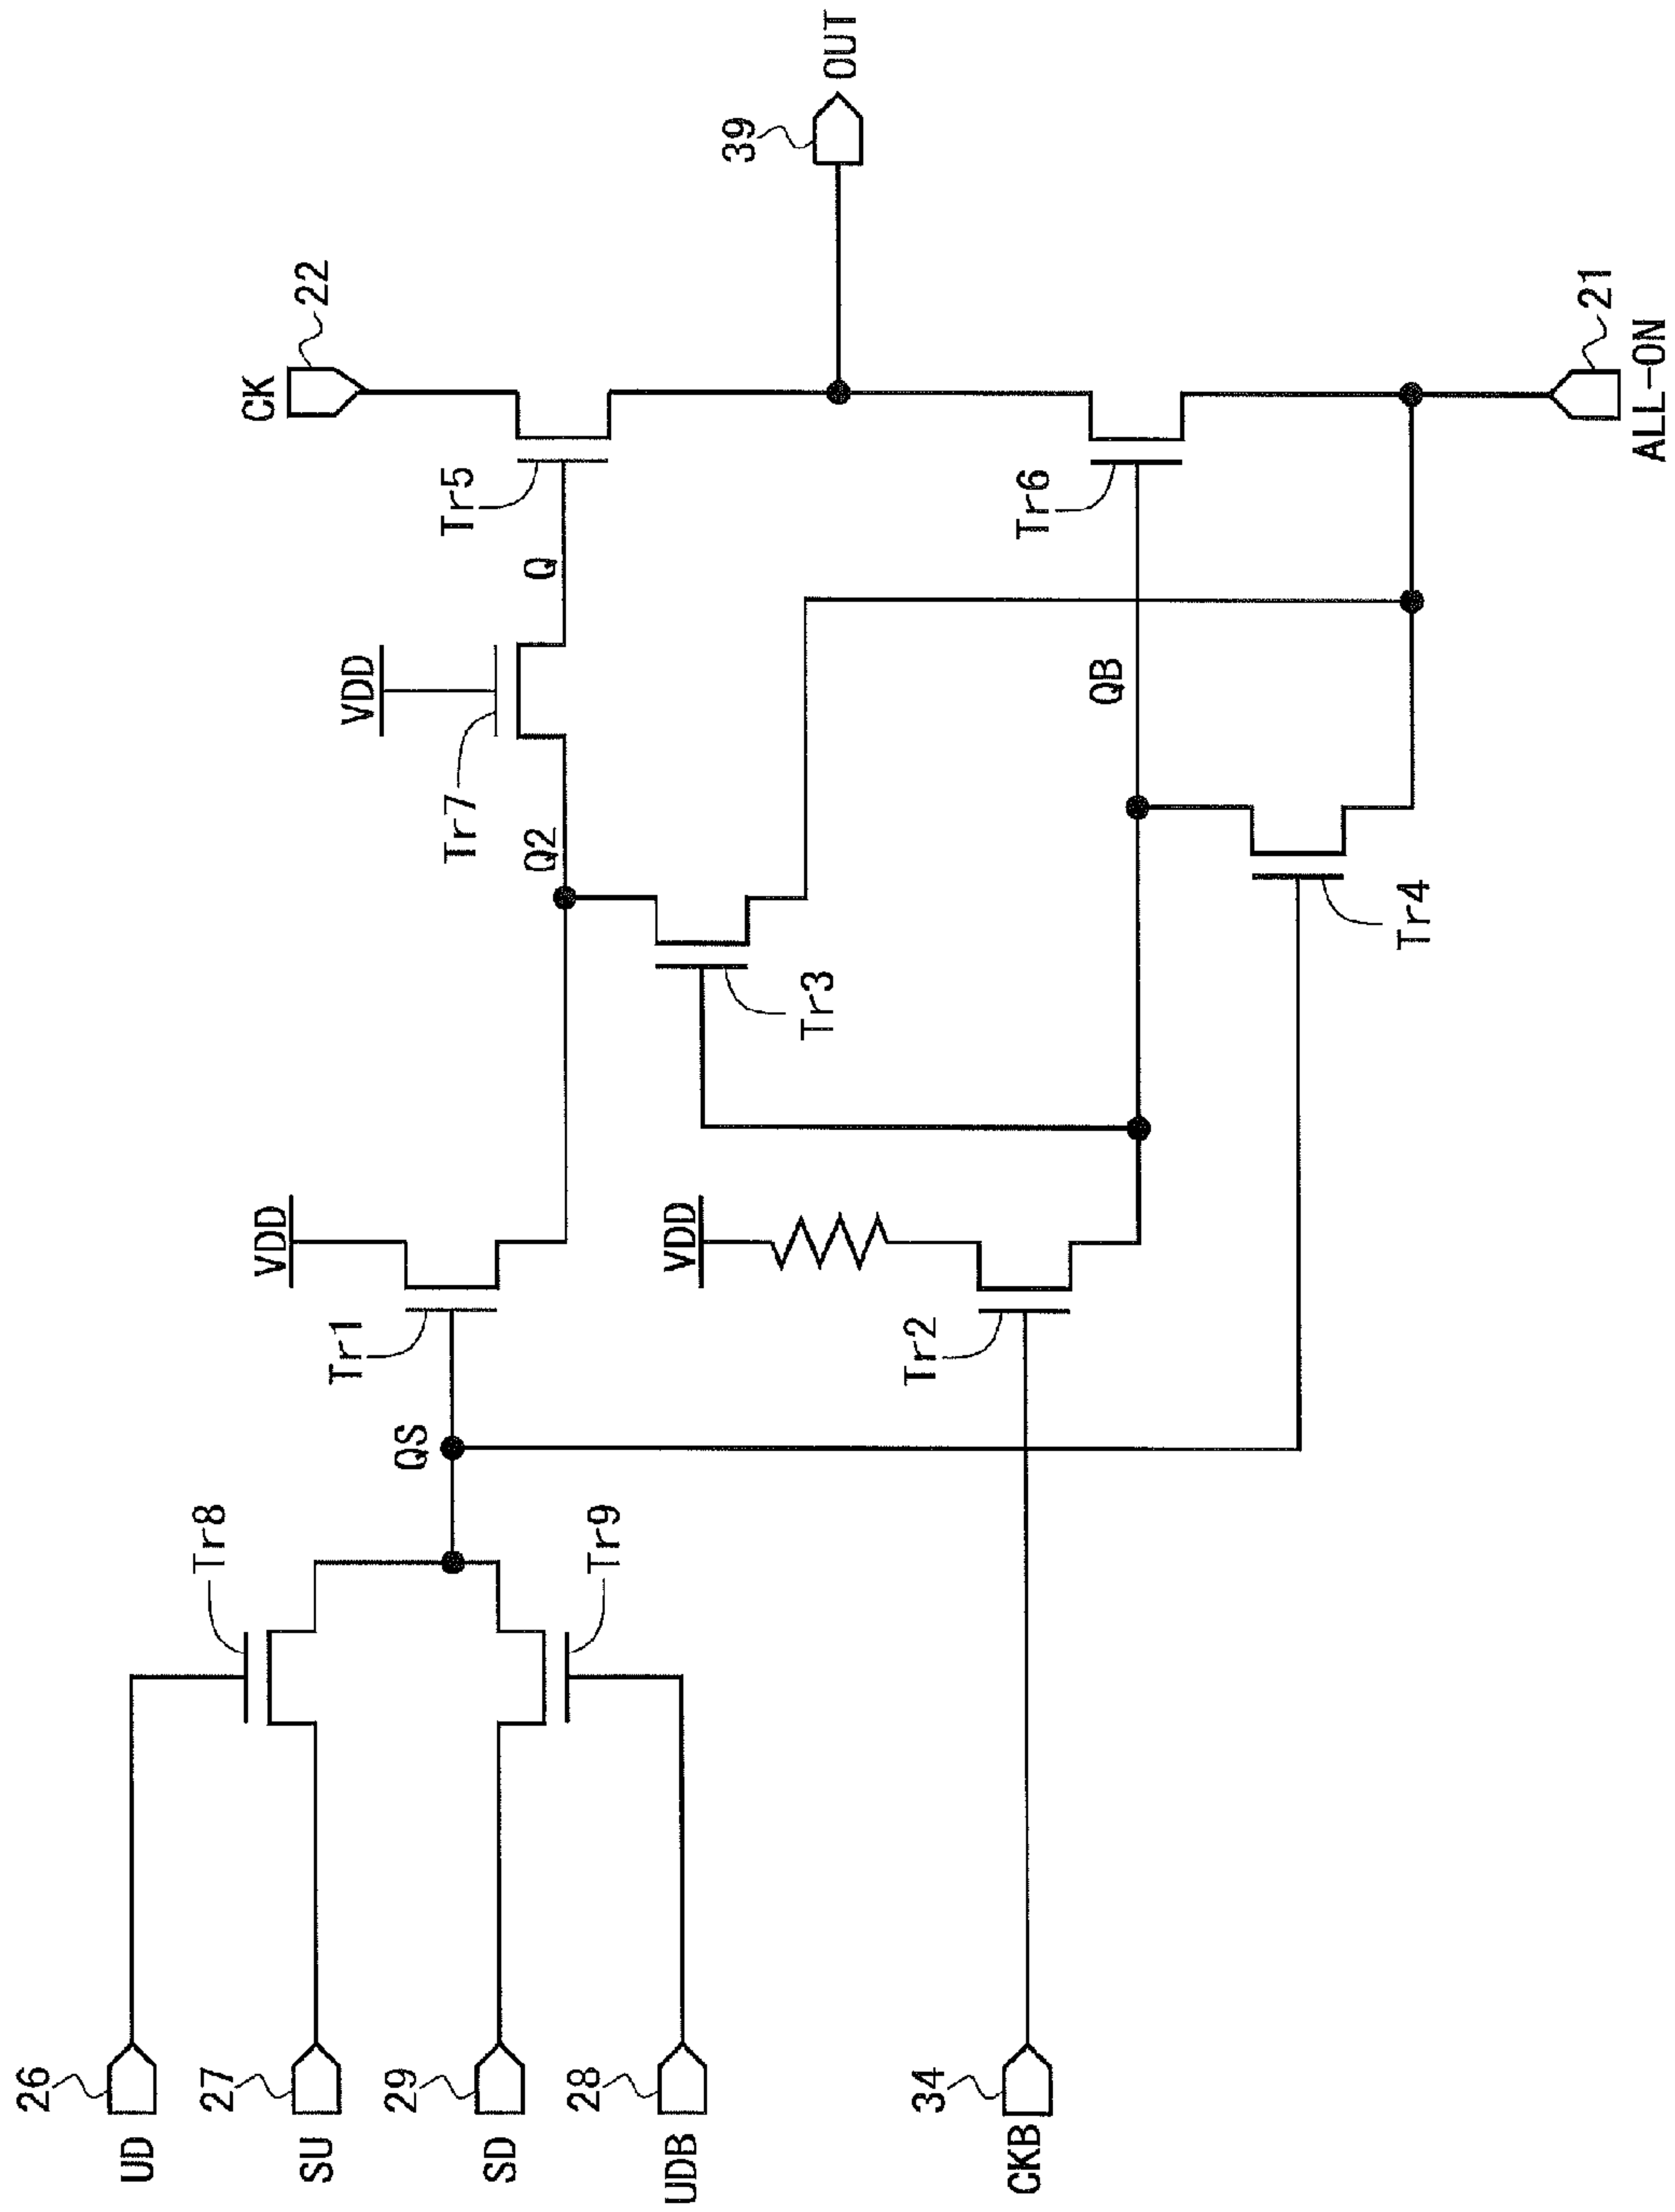 CK
22
39
OUT
VDD
VDD
Tr5
Q
Tr7
Q2
Tr1
QS
Tr8
Tr9
Tr3
VDD
Tr2
QB
Tr6
Tr4
21
ALL-ON
26
UD
27
SU
29
SD
28
UDB
34
CKB